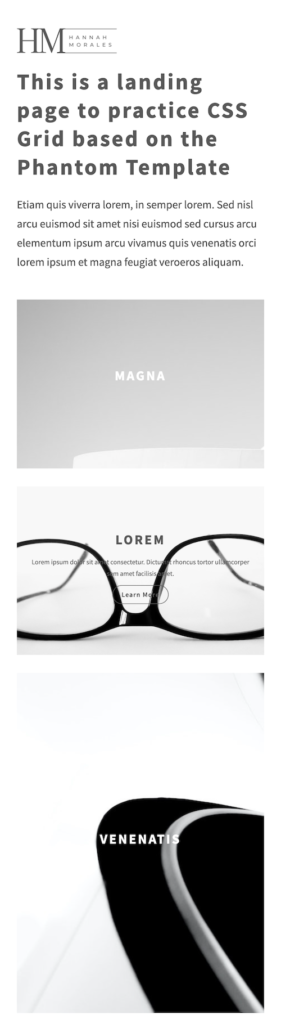 HM HANNAH
MORALES
This is a landing
page to practice CSS
Grid based on the
Phantom Template
Etiam quis viverra lorem, in semper lorem. Sed nisl
arcu euismod sit amet nisi euismod sed cursus arcu
elementum ipsum arcu vivamus quis venenatis orci
lorem ipsum et magna feugiat veroeros aliquam.
MAGNA
LOREM
Lorem ipsum dolor sit amet consectetur. Dictus rhoncus tortor ullamcorper
amet facilisis
Learn More
VENENATIS